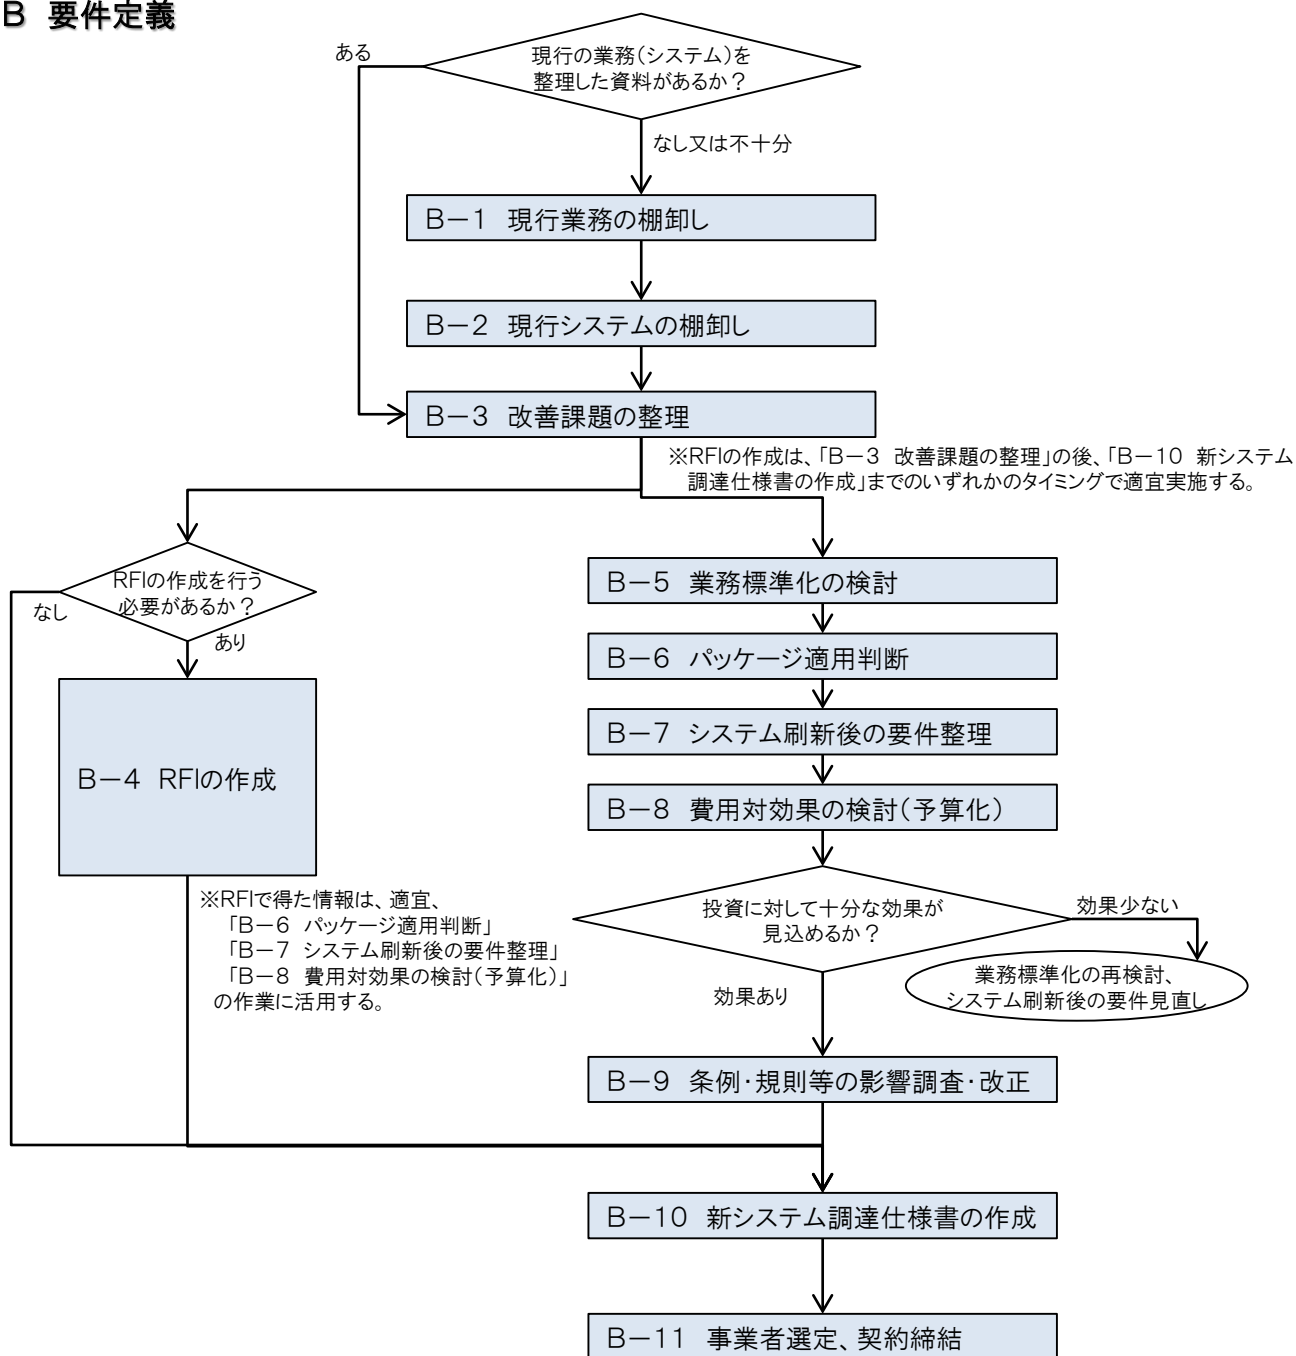 B 要件定義
ある
現行の業務(システム)を
整理した資料があるか?
なし又は不十分
B-1 現行業務の棚卸し
B-2 現行システムの棚卸し
B-3 改善課題の整理
※RFIの作成は、「B-3 改善課題の整理」の後、「B-10 新システム
調達仕様書の作成」までのいずれかのタイミングで適宜実施する。
RFIの作成を行う
必要があるか?
なし
あり
B-4 RFIの作成
※RFIで得た情報は、適宜、
「B-6 パッケージ適用判断」
「B-7 システム刷新後の要件整理」
「B-8 費用対効果の検討(予算化)」
の作業に活用する。
B-5 業務標準化の検討
B-6 パッケージ適用判断
B-7 システム刷新後の要件整理
B-8 費用対効果の検討(予算化)
投資に対して十分な効果が
見込めるか?
効果少ない
業務標準化の再検討、
システム刷新後の要件見直し
効果あり
B-9 条例・規則等の影響調査・改正
B-10 新システム調達仕様書の作成
B-11 事業者選定、契約締結